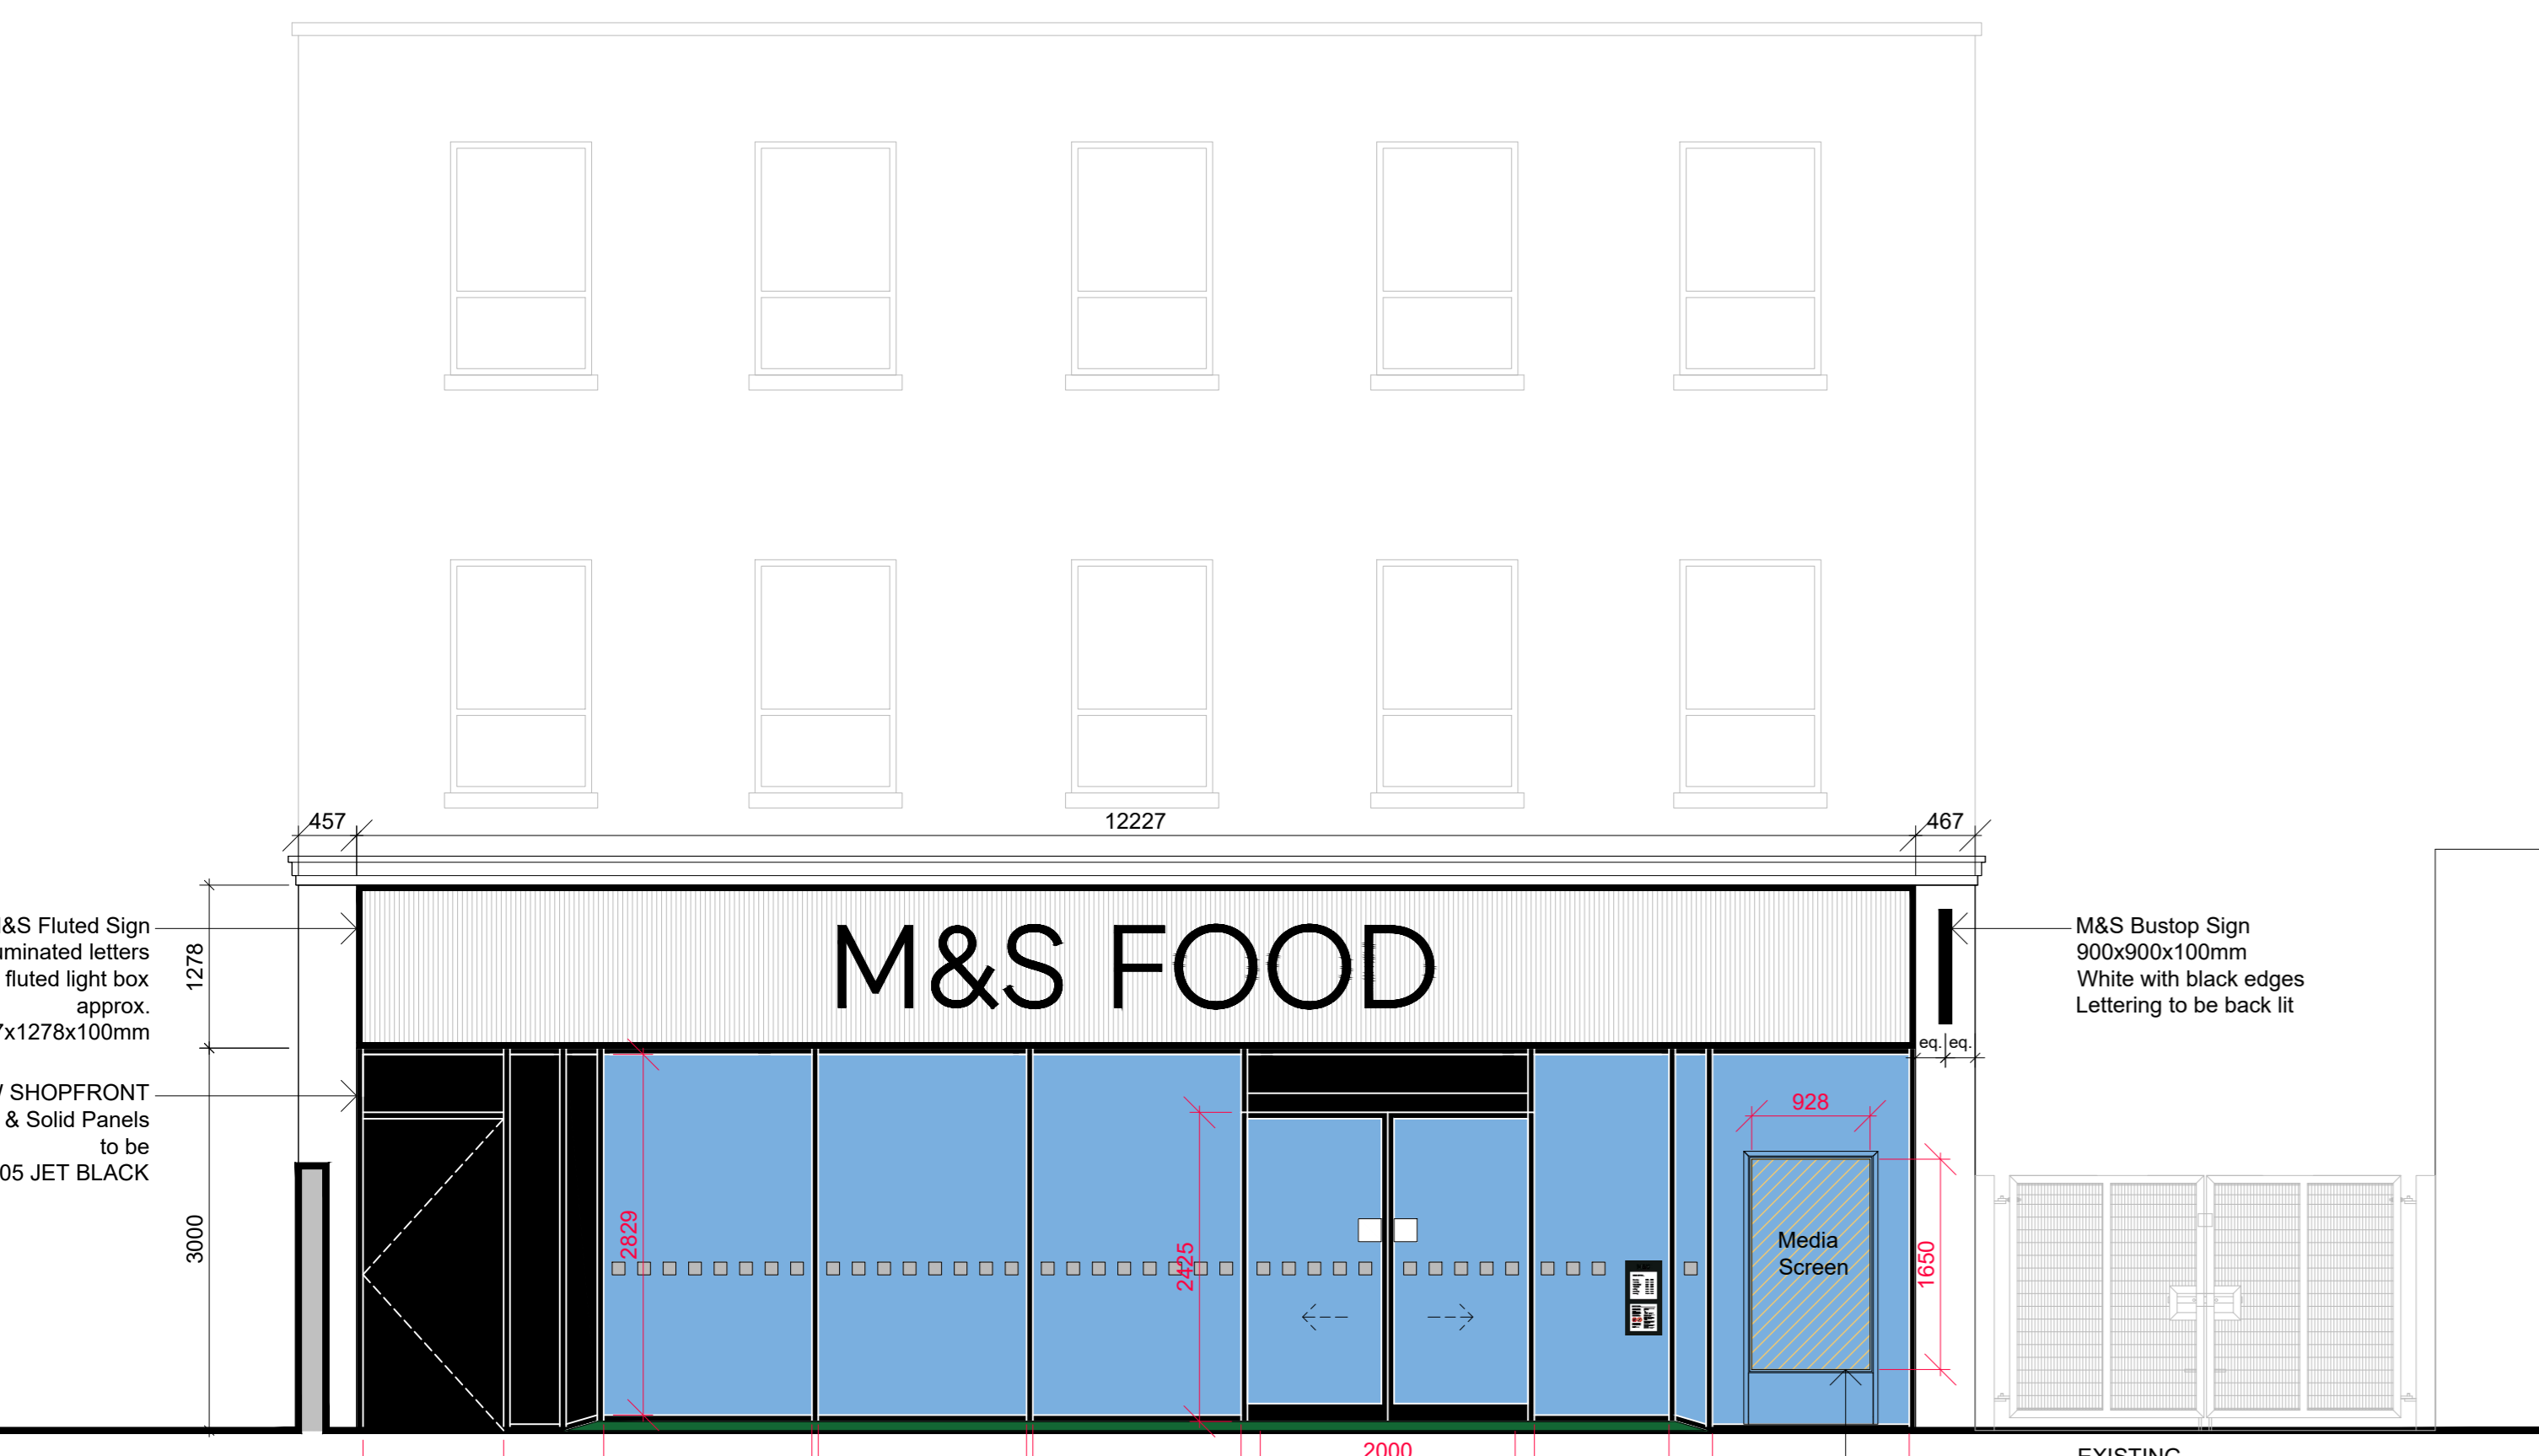 457
12227
467
M&S Fluted Sign
uminated letters
fluted light box
approx.
7x1278x100mm
1278
M&S FOOD
M&S Bustop Sign
900x900x100mm
White with black edges
Lettering to be back lit
eq. eq.
SHOPFRONT
& Solid Panels
to be
05 JET BLACK
3000
2829
2425
928
1650
Media
Screen
2000
EXISTING